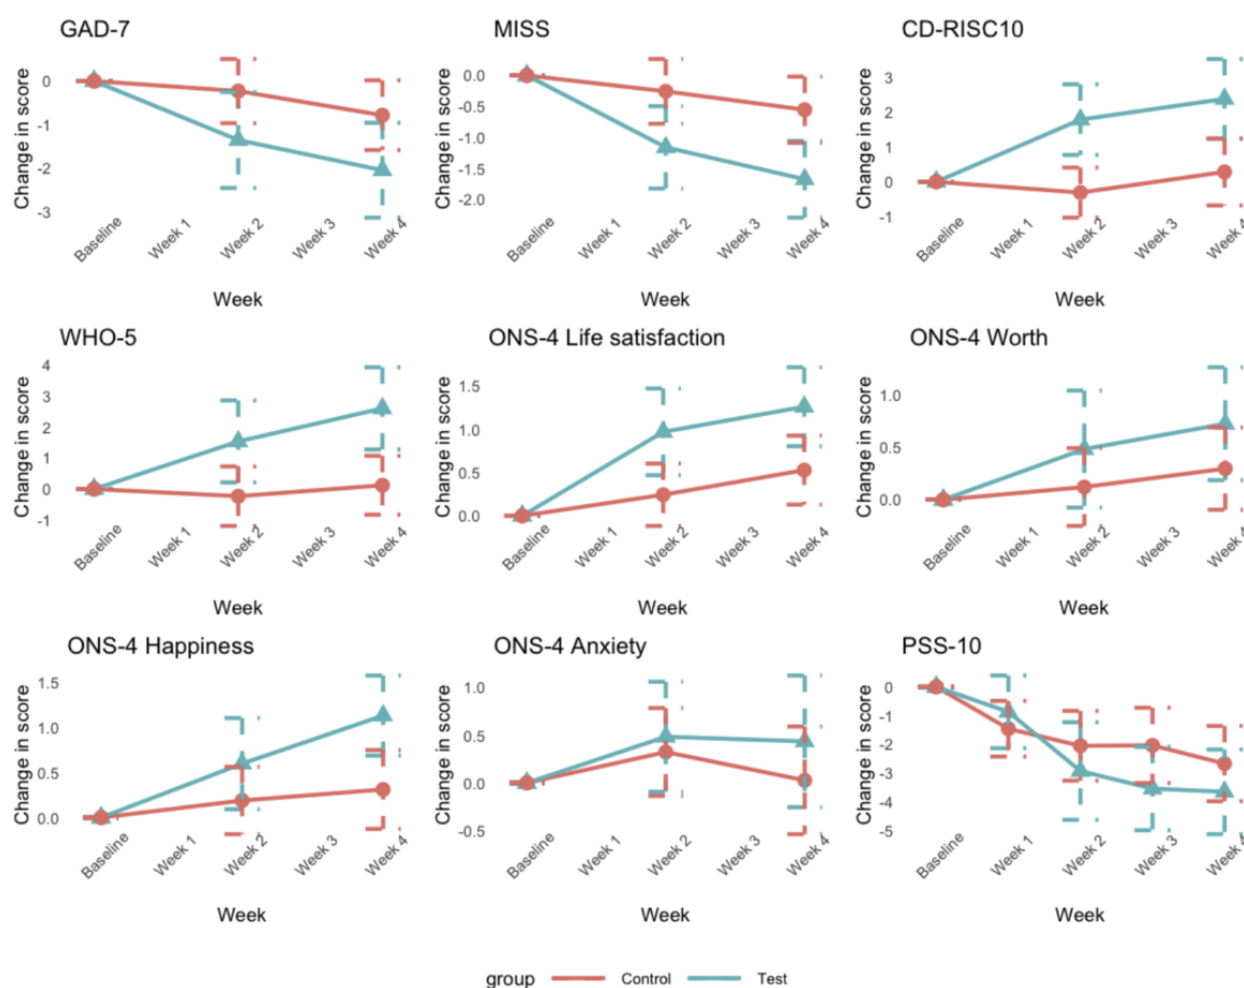 GAD-7
MISS
CD-RISC10
Change in score
0
-1
-2
-3
Baseline
Week 1
Week 2
Week 3
Week 4
Week
Change in score
0.0
-0.5
-1.0
-1.5
-2.0
Baseline
Week 1
Week 2
Week 3
Week 4
Week
Change in score
3
2
1
0
-1
Baseline
Week 1
Week 2
Week 3
Week 4
Week
WHO-5
ONS-4 Life satisfaction
ONS-4 Worth
Change in score
4
3
2
1
0
-1
Baseline
Week 1
Week 2
Week 3
Week 4
Week
Change in score
1.5
1.0
0.5
0.0
Baseline
Week 1
Week 2
Week 3
Week 4
Week
Change in score
1.0
0.5
0.0
Baseline
Week 1
Week 2
Week 3
Week 4
Week
ONS-4 Happiness
ONS-4 Anxiety
PSS-10
Change in score
1.5
1.0
0.5
0.0
Baseline
Week 1
Week 2
Week 3
Week 4
Week
Change in score
1.0
0.5
0.0
-0.5
Baseline
Week 1
Week 2
Week 3
Week 4
Week
Change in score
0
-1
-2
-3
-4
-5
Baseline
Week 1
Week 2
Week 3
Week 4
Week
group Control Test